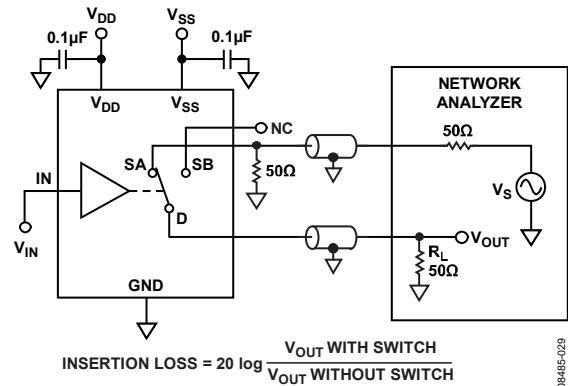 VDD
VSS
0.1µF
0.1µF
VDD
VSS
NETWORK
ANALYZER
NC
50Ω
SA
SB
50Ω
VS
IN
D
VOUT
VIN
RL
50Ω
GND
INSERTION LOSS = 20 log VOUT WITH SWITCH
VOUT WITHOUT SWITCH
08485-029